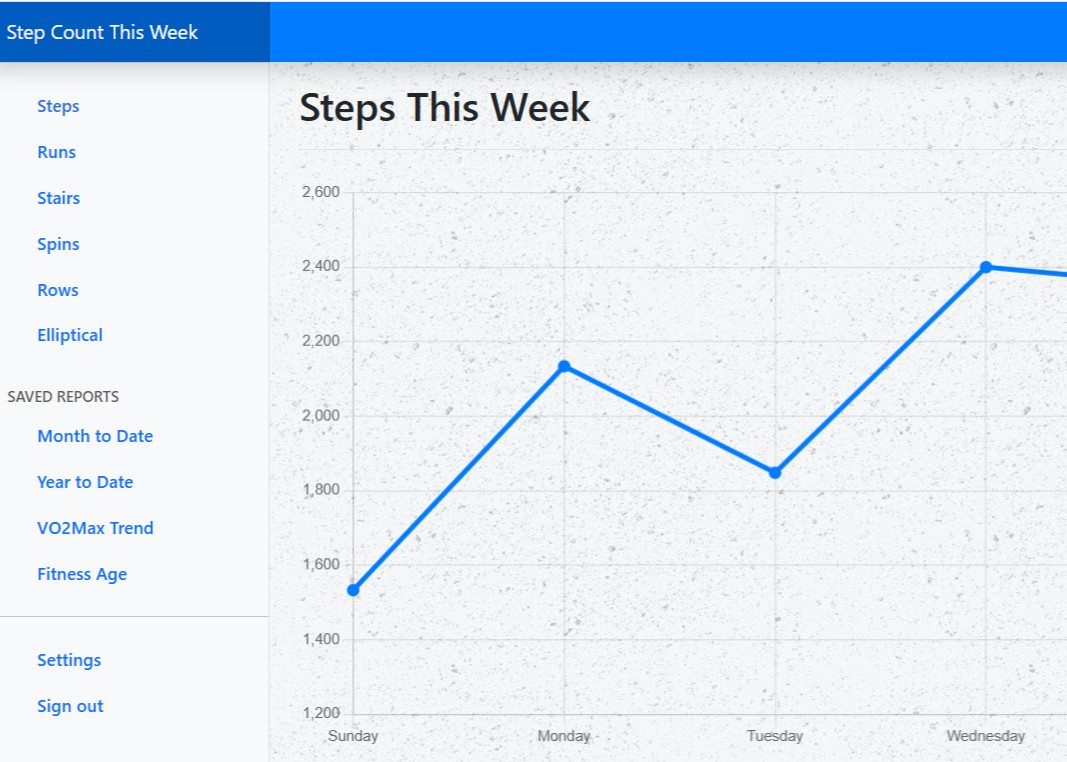 Step Count This Week
Steps
Runs
Stairs
Spins
Rows
Elliptical
SAVED REPORTS
Month to Date
Year to Date
VO2Max Trend
Fitness Age
Settings
Sign out
Steps This Week
2,600
2,400
2,200
2,000
1,800
1,600
1,400
1,200
Sunday Monday Tuesday Wednesday